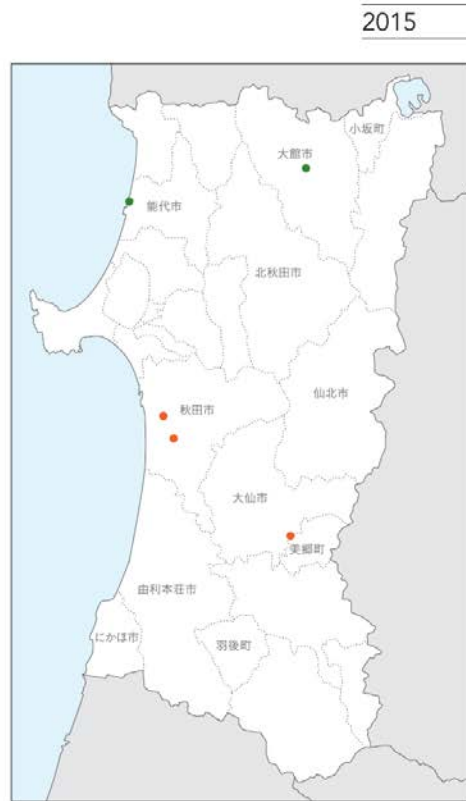 2015
小坂町
大館市
能代市
北秋田市
仙北市
秋田市
大仙市
美郷町
由利本荘市
にかほ市
羽後町